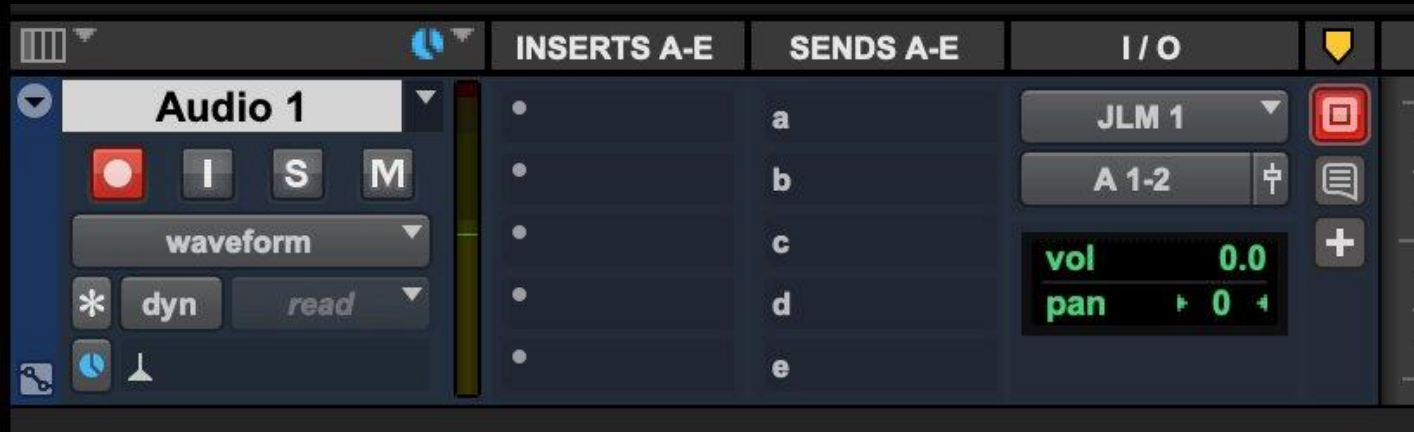 INSERTS A-E
SENDS A-E
I / O
Audio 1
I S M
waveform
* dyn read
a
b
c
d
e
JLM 1
A 1-2
vol 0.0
pan 0